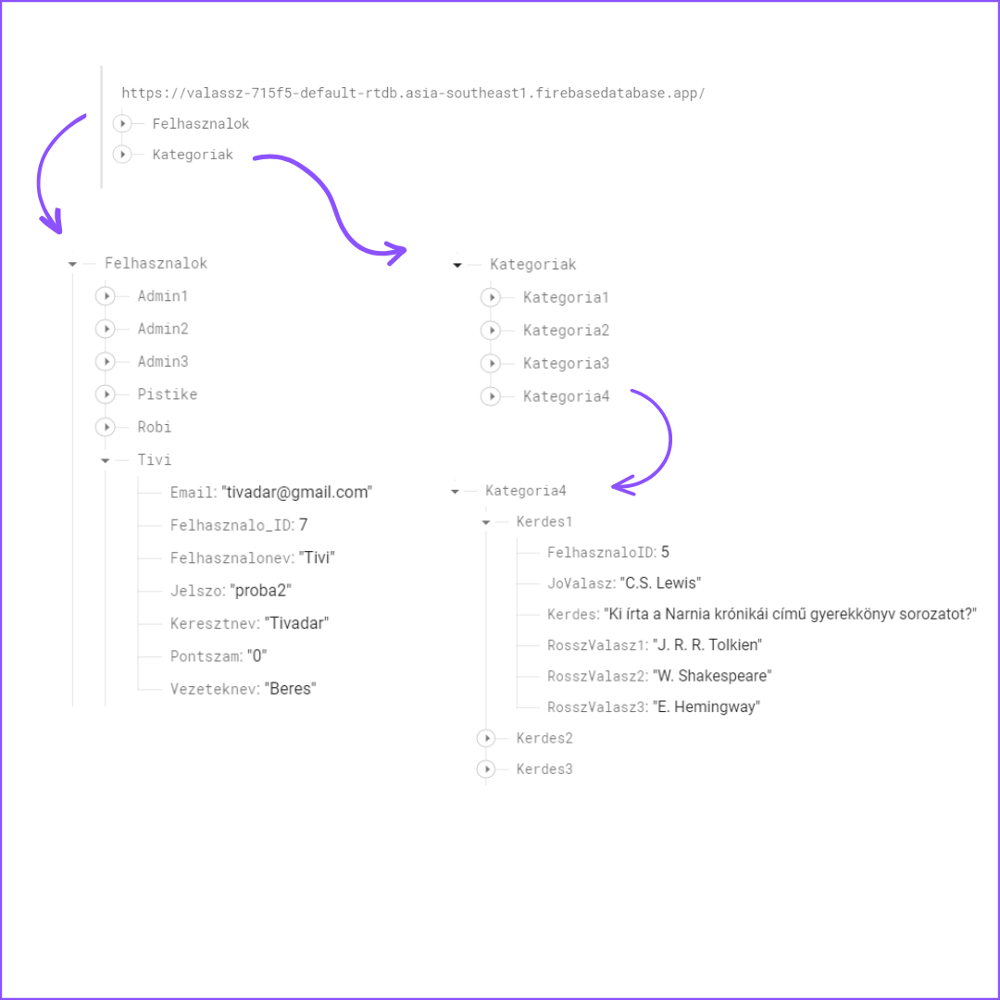 https://valassz-715f5-default-rtdb.asia-southeast1.firebasedatabase.app/
Felhasznalok
Kategoriak
Felhasznalok
Admin1
Admin2
Admin3
Pistike
Robi
Tivi
Email: "tivadar@gmail.com"
Felhasznalo_ID: 7
Felhasznalonev: "Tivi"
Jelszo: "proba2"
Keresztnev: "Tivadar"
Pontszam: "0"
Vezeteknev: "Beres"
Kategoriak
Kategoria1
Kategoria2
Kategoria3
Kategoria4
Kategoria4
Kerdes1
FelhasznaloID: 5
JoValasz: "C.S. Lewis"
Kerdes: "Ki írta a Narnia krónikái című gyerekkönyv sorozatot?"
RosszValasz1: "J. R. R. Tolkien"
RosszValasz2: "W. Shakespeare"
RosszValasz3: "E. Hemingway"
Kerdes2
Kerdes3